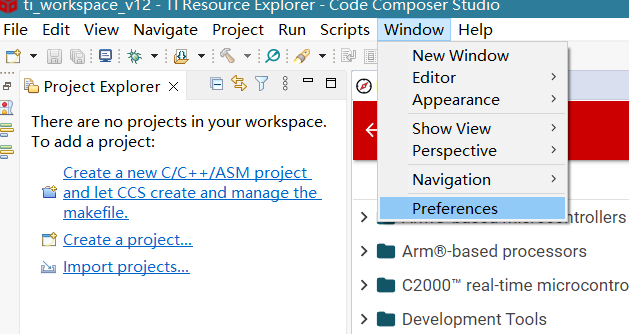 ti_workspace_v12 - TI Resource Explorer - Code Composer Studio
File Edit View Navigate Project Run Scripts Window Help
New Window
Editor
Appearance
Show View
Perspective
Navigation
Preferences
Project Explorer
There are no projects in your workspace.
To add a project:
Create a new C/C++/ASM project
and let CCS create and manage the
makefile.
Create a project...
Import projects...
Arm®-based microcontrollers
Arm®-based processors
C2000™ real-time microcontro
Development Tools